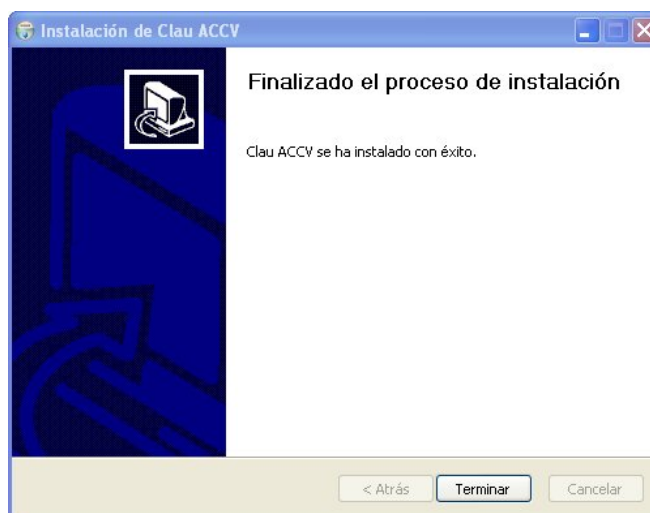 Instalación de Clau ACCV
Finalizado el proceso de instalación
Clau ACCV se ha instalado con éxito.
< Atrás
Terminar
Cancelar